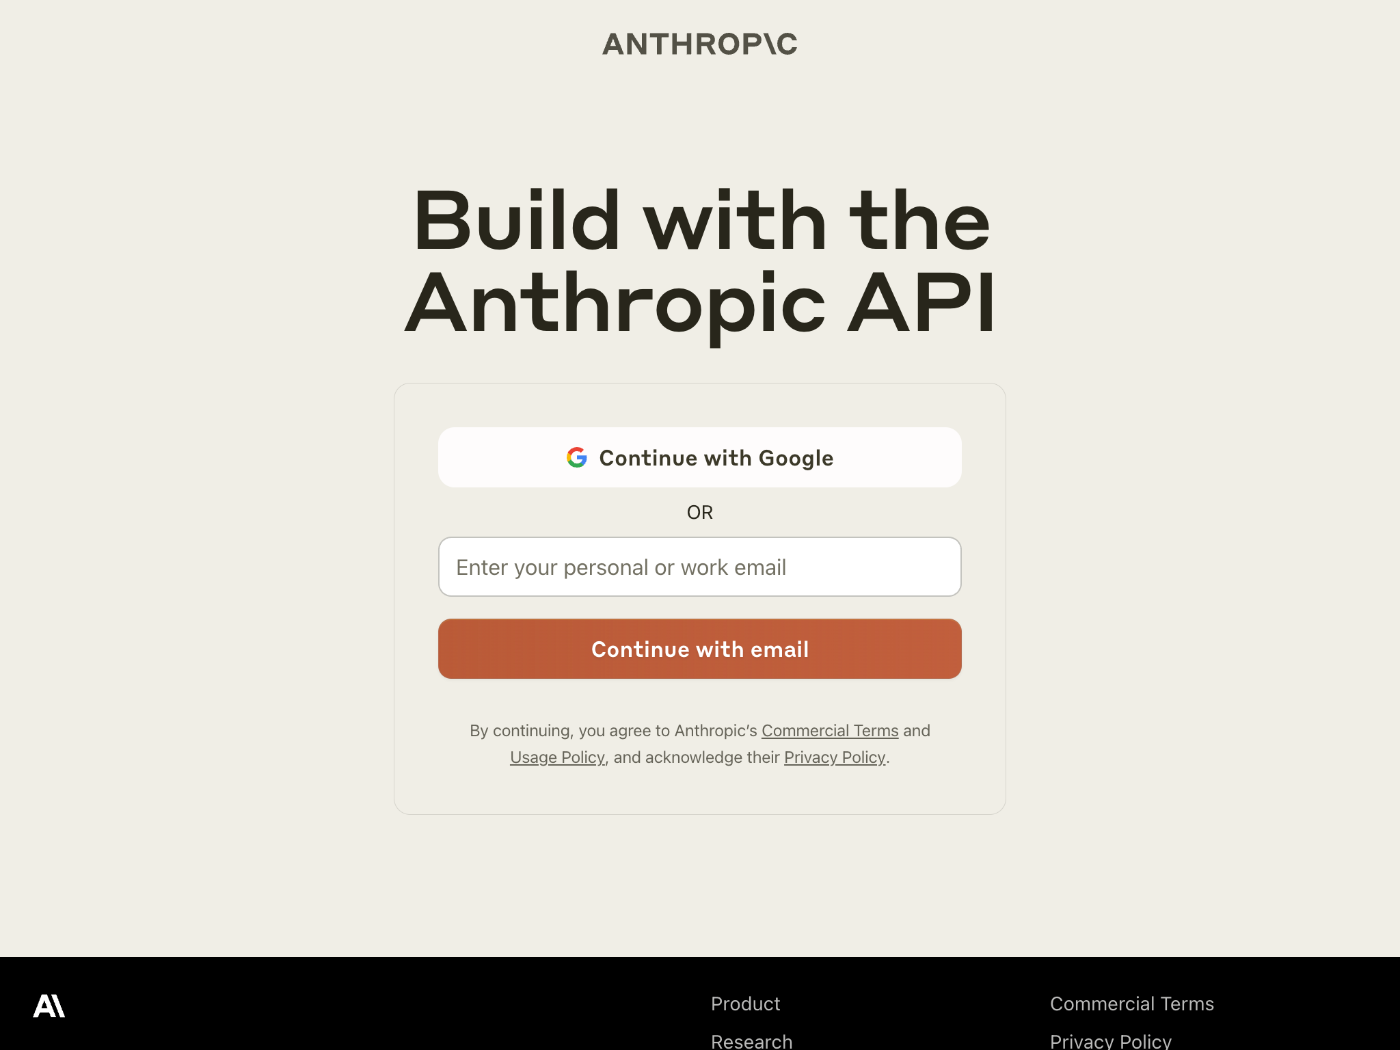 ANTHROP\C
Build with the
Anthropic API
Continue with Google
OR
Enter your personal or work email
Continue with email
By continuing, you agree to Anthropic's Commercial Terms and
Usage Policy, and acknowledge their Privacy Policy.
A\
Product
Commercial Terms
Research
Privacy Policy